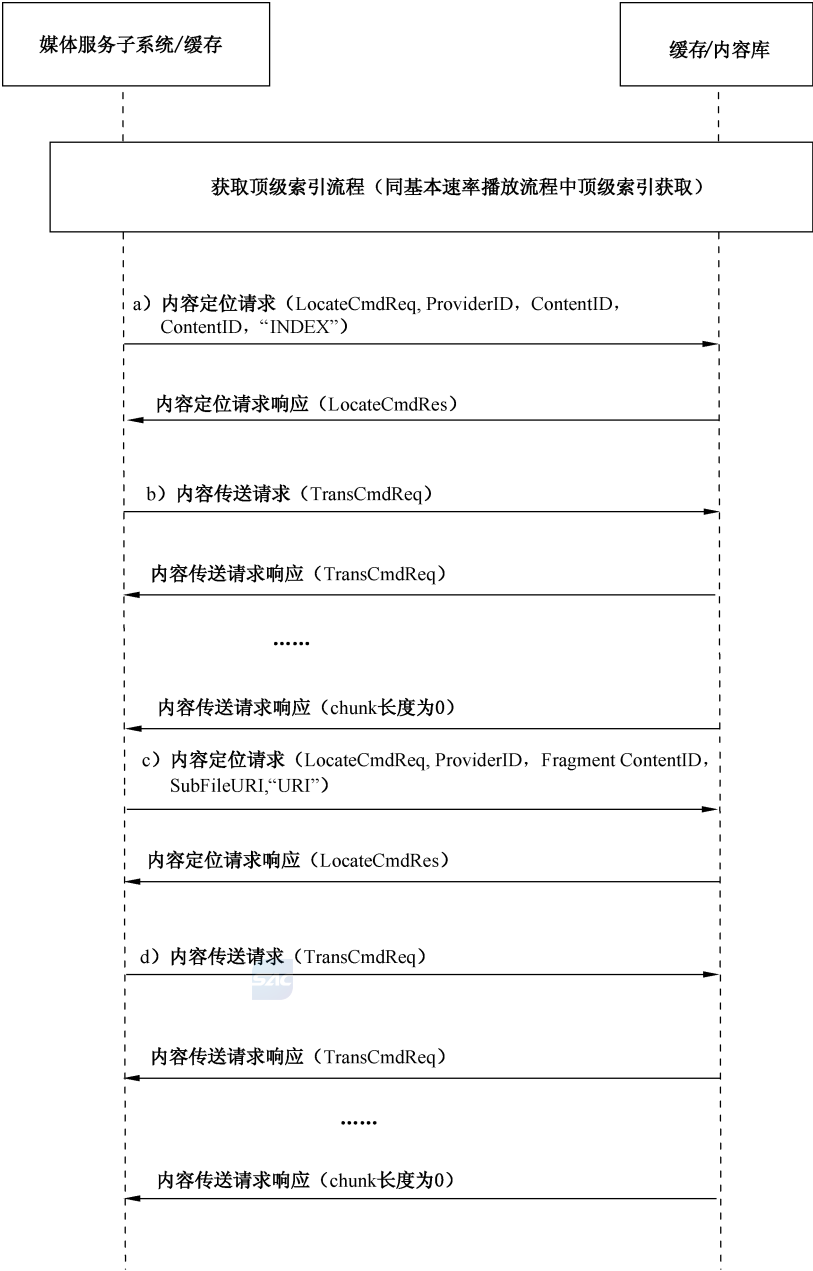 媒体服务子系统/缓存
缓存/内容库
获取顶级索引流程（同基本速率播放流程中顶级索引获取）
a）内容定位请求（LocateCmdReq, ProviderID，ContentID，
ContentID，“INDEX”）
内容定位请求响应（LocateCmdRes）
b）内容传送请求（TransCmdReq）
内容传送请求响应（TransCmdReq）
……
内容传送请求响应（chunk长度为0）
c）内容定位请求（LocateCmdReq, ProviderID，Fragment ContentID，
SubFileURI,“URI”）
内容定位请求响应（LocateCmdRes）
d）内容传送请求（TransCmdReq）
SAC
内容传送请求响应（TransCmdReq）
……
内容传送请求响应（chunk长度为0）